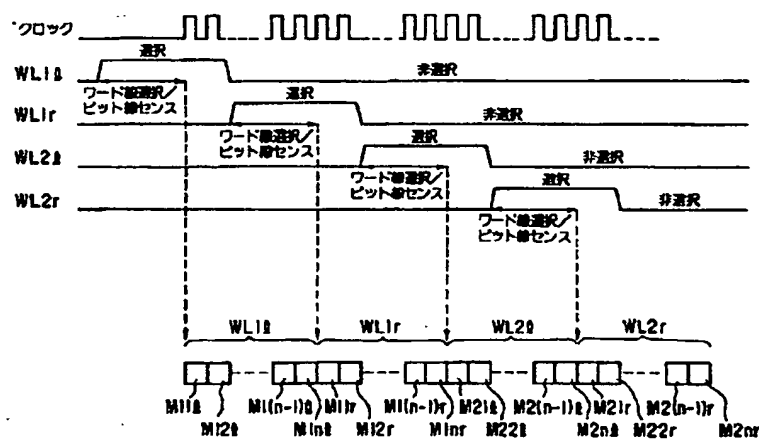 クロック
選択
WL1ℓ
非選択
ワード線選択/
ビット線センス
選択
WL1r
非選択
ワード線選択/
ビット線センス
選択
WL2ℓ
非選択
ワード線選択/
ビット線センス
選択
WL2r
非選択
ワード線選択/
ビット線センス
WL1ℓ WL1r WL2ℓ WL2r
M11ℓ M1(n-1)ℓ M11r M1(n-1)r M21ℓ M2(n-1)ℓ M21r M2(n-1)r
M12ℓ M1nℓ M12r M1nr M22ℓ M2nℓ M22r M2nr